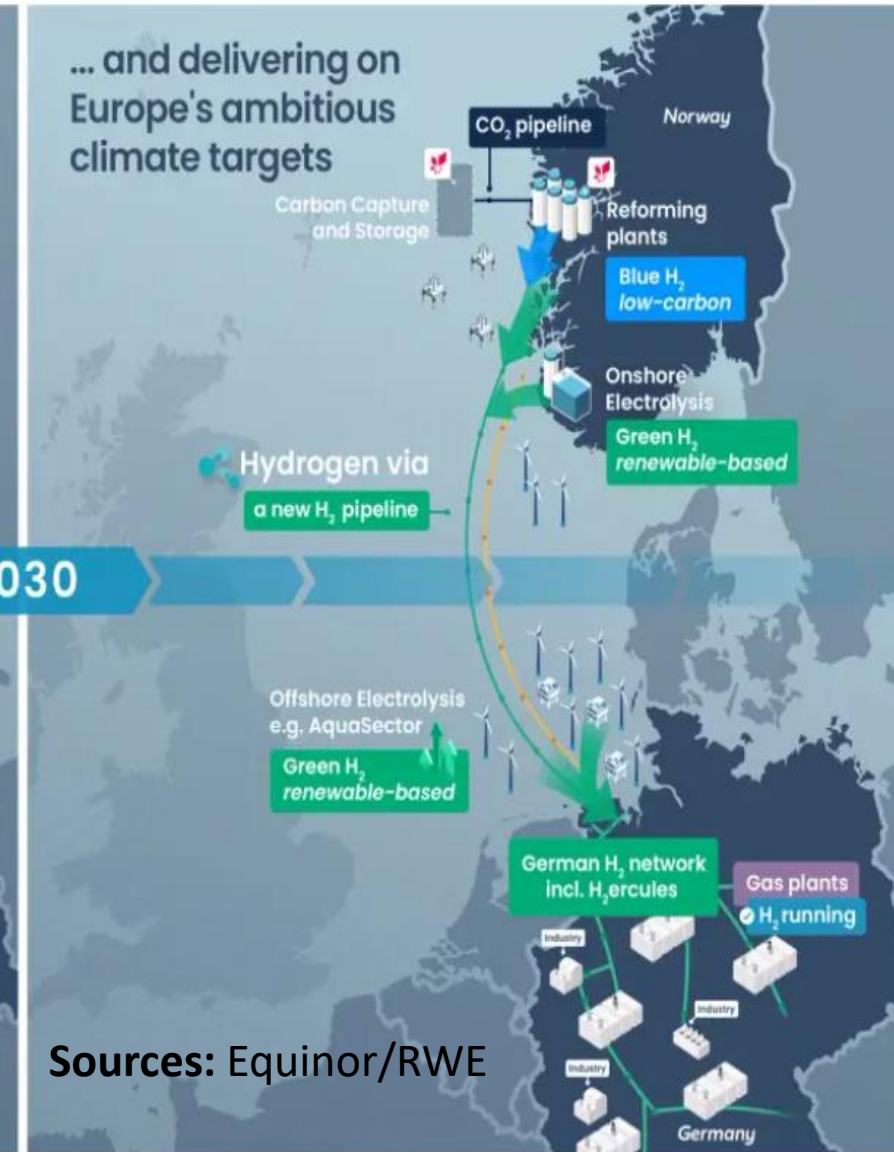 ... and delivering on
Europe's ambitious
climate targets
CO₂ pipeline
Norway
Carbon Capture
and Storage
Reforming
plants
Blue H₂
low-carbon
Onshore
Electrolysis
Green H₂
renewable-based
Hydrogen via
a new H₂ pipeline
030
Offshore Electrolysis
e.g. AquaSector
Green H₂
renewable-based
German H₂ network
incl. H₂ercules
Gas plants
H₂ running
Industry
Industry
Industry
Sources: Equinor/RWE
Germany